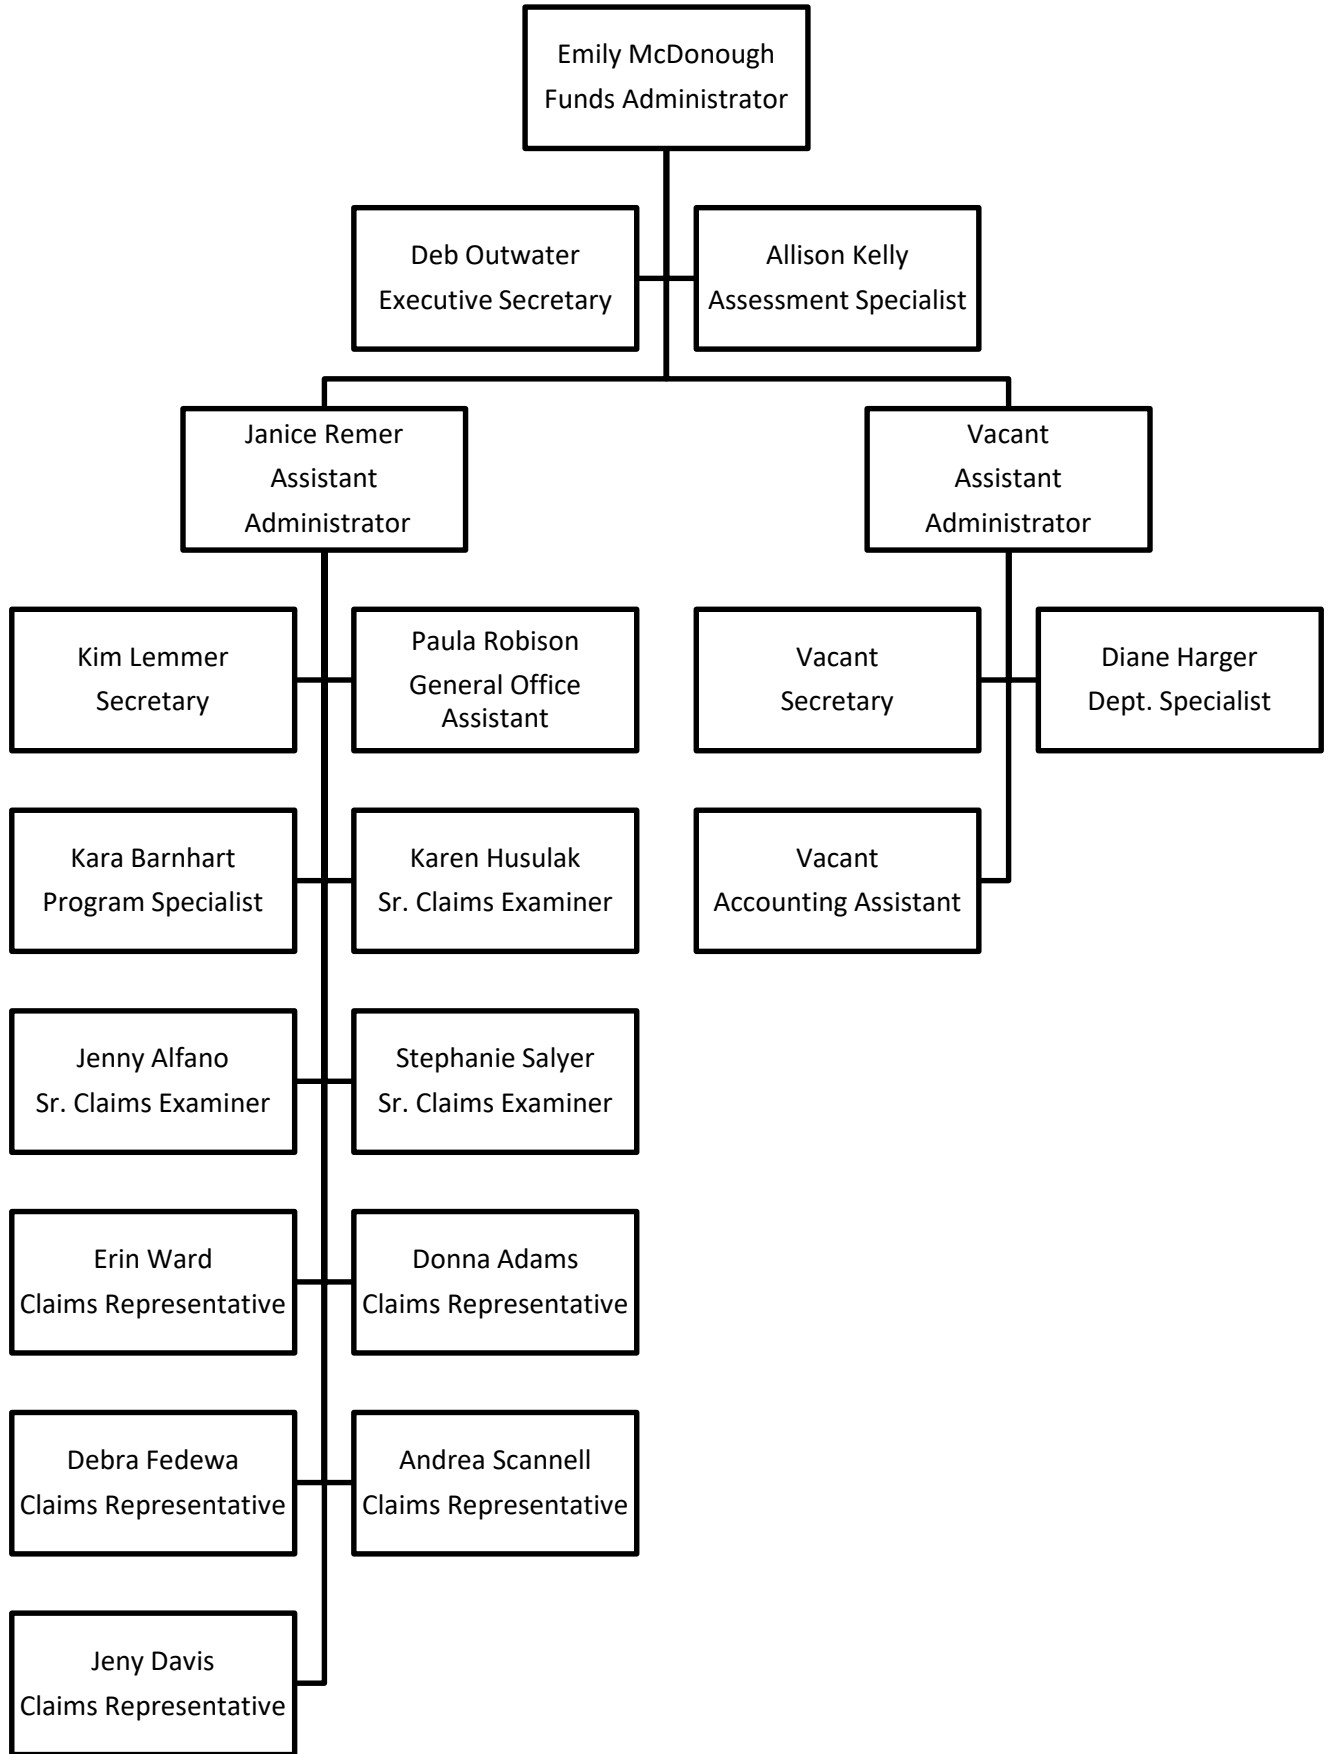 Emily McDonough
Funds Administrator
Deb Outwater
Executive Secretary
Allison Kelly
Assessment Specialist
Janice Remer
Assistant
Administrator
Vacant
Assistant
Administrator
Kim Lemmer
Secretary
Paula Robison
General Office
Assistant
Vacant
Secretary
Diane Harger
Dept. Specialist
Kara Barnhart
Program Specialist
Karen Husulak
Sr. Claims Examiner
Vacant
Accounting Assistant
Jenny Alfano
Sr. Claims Examiner
Stephanie Salyer
Sr. Claims Examiner
Erin Ward
Claims Representative
Donna Adams
Claims Representative
Debra Fedewa
Claims Representative
Andrea Scannell
Claims Representative
Jeny Davis
Claims Representative